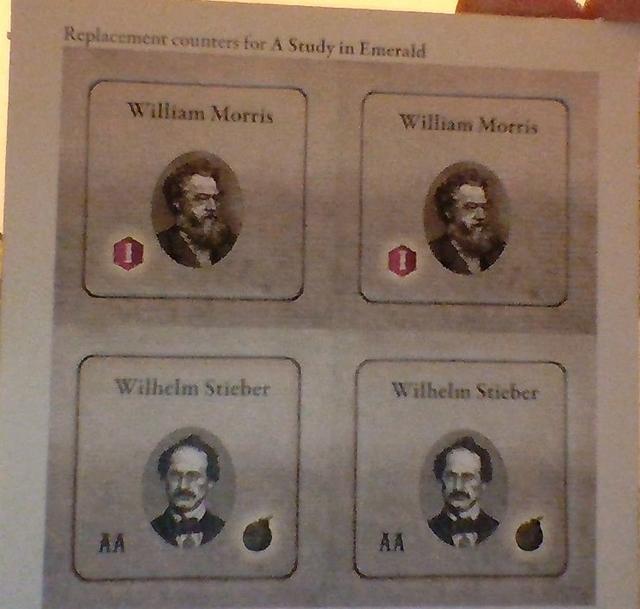 Replacement counters for A Study in Emerald
William Morris
William Morris
I
I
Wilhelm Stieber
Wilhelm Stieber
AA
AA